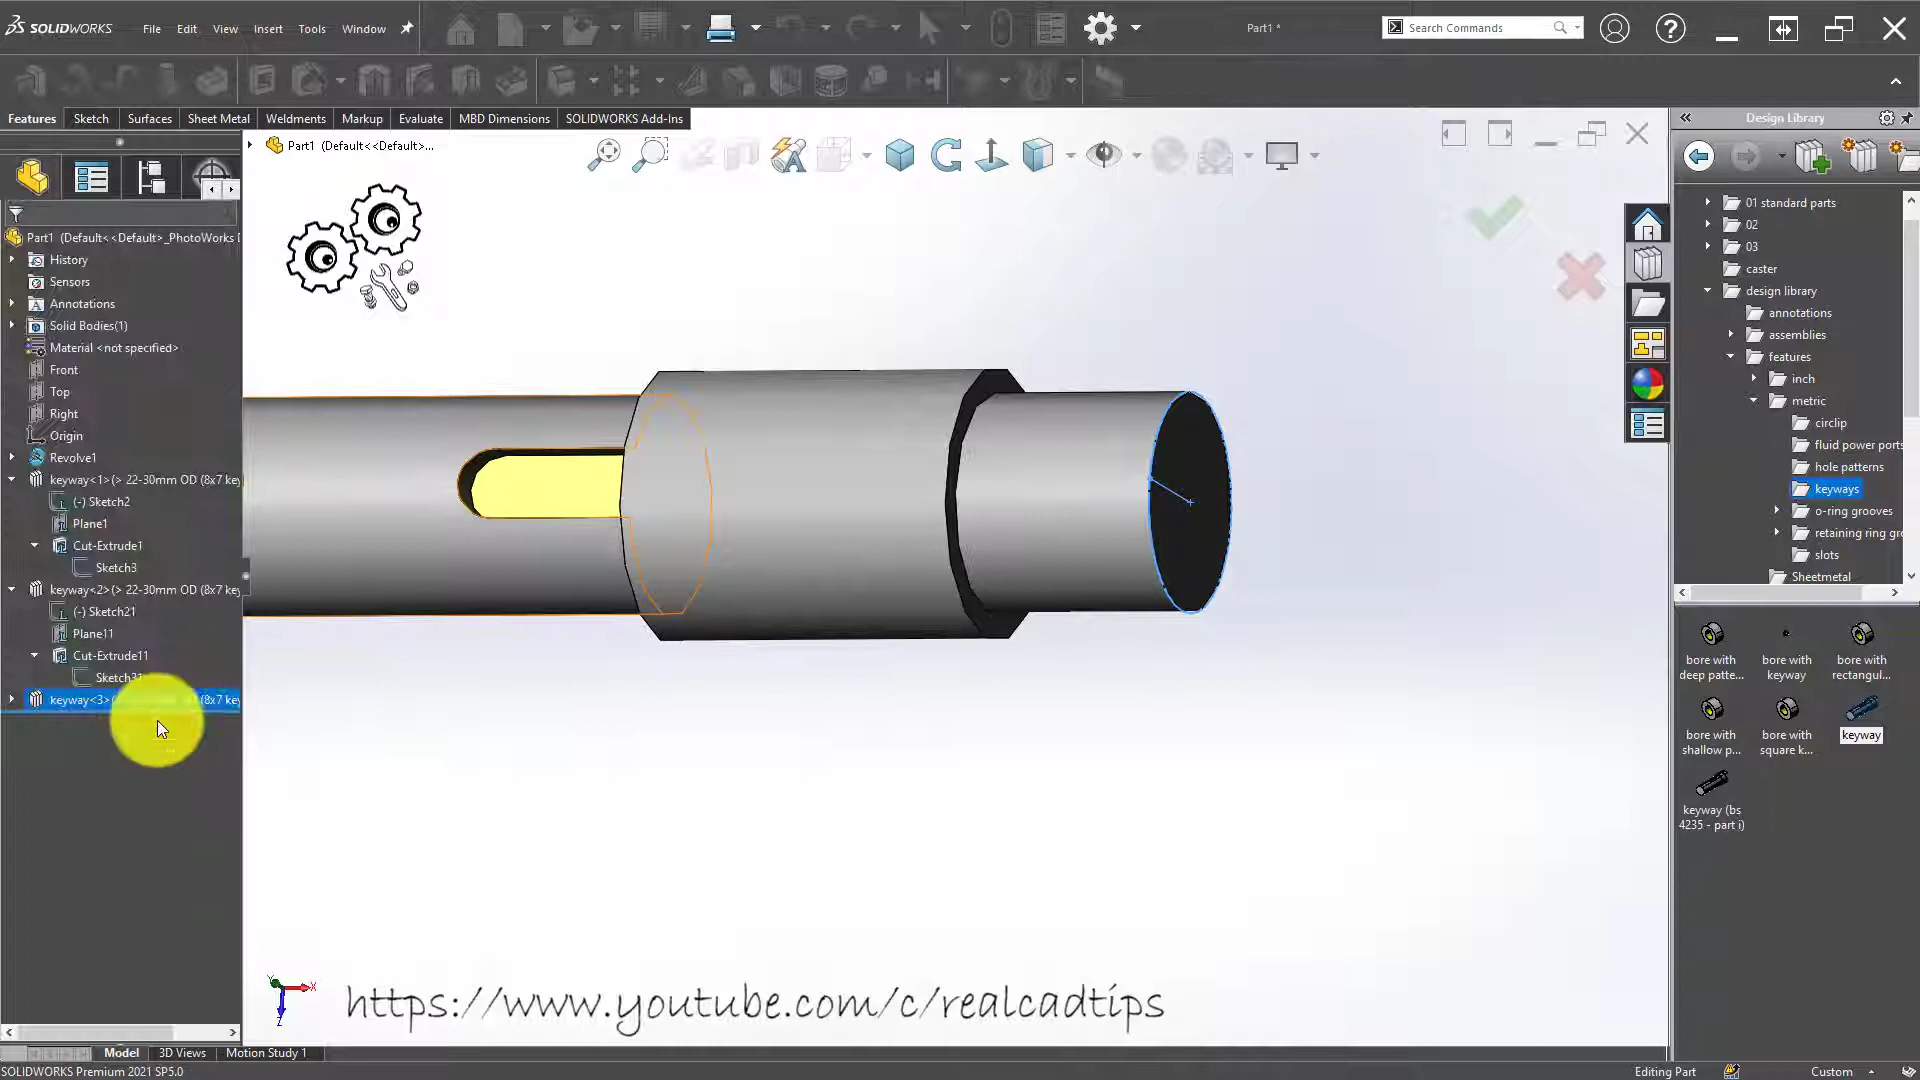 SOLIDWORKS File Edit View Insert Tools Window Part1 * Search Commands
Features Sketch Surfaces Sheet Metal Weldments Markup Evaluate MBD Dimensions SOLIDWORKS Add-Ins
Part1 (Default<<Default>...
Part1 (Default<<Default>_PhotoWorks
History
Sensors
Annotations
Solid Bodies(1)
Material <not specified>
Front
Top
Right
Origin
Revolve1
keyway<1>(> 22-30mm OD (8x7 key
(-) Sketch2
Plane1
Cut-Extrude1
Sketch3
keyway<2>(> 22-30mm OD (8x7 key
(-) Sketch21
Plane11
Cut-Extrude11
Sketch31
keyway<3>( (8x7 key
Design Library
01 standard parts
02
03
caster
design library
annotations
assemblies
features
inch
metric
circlip
fluid power ports
hole patterns
keyways
o-ring grooves
retaining ring gr
slots
Sheetmetal
bore with deep patte...
bore with keyway
bore with rectangul...
bore with shallow p...
bore with square k...
keyway
keyway (bs 4235 - part i)
https://www.youtube.com/c/realcadtips
X
Y
Z
Model 3D Views Motion Study 1
SOLIDWORKS Premium 2021 SP5.0 Editing Part Custom